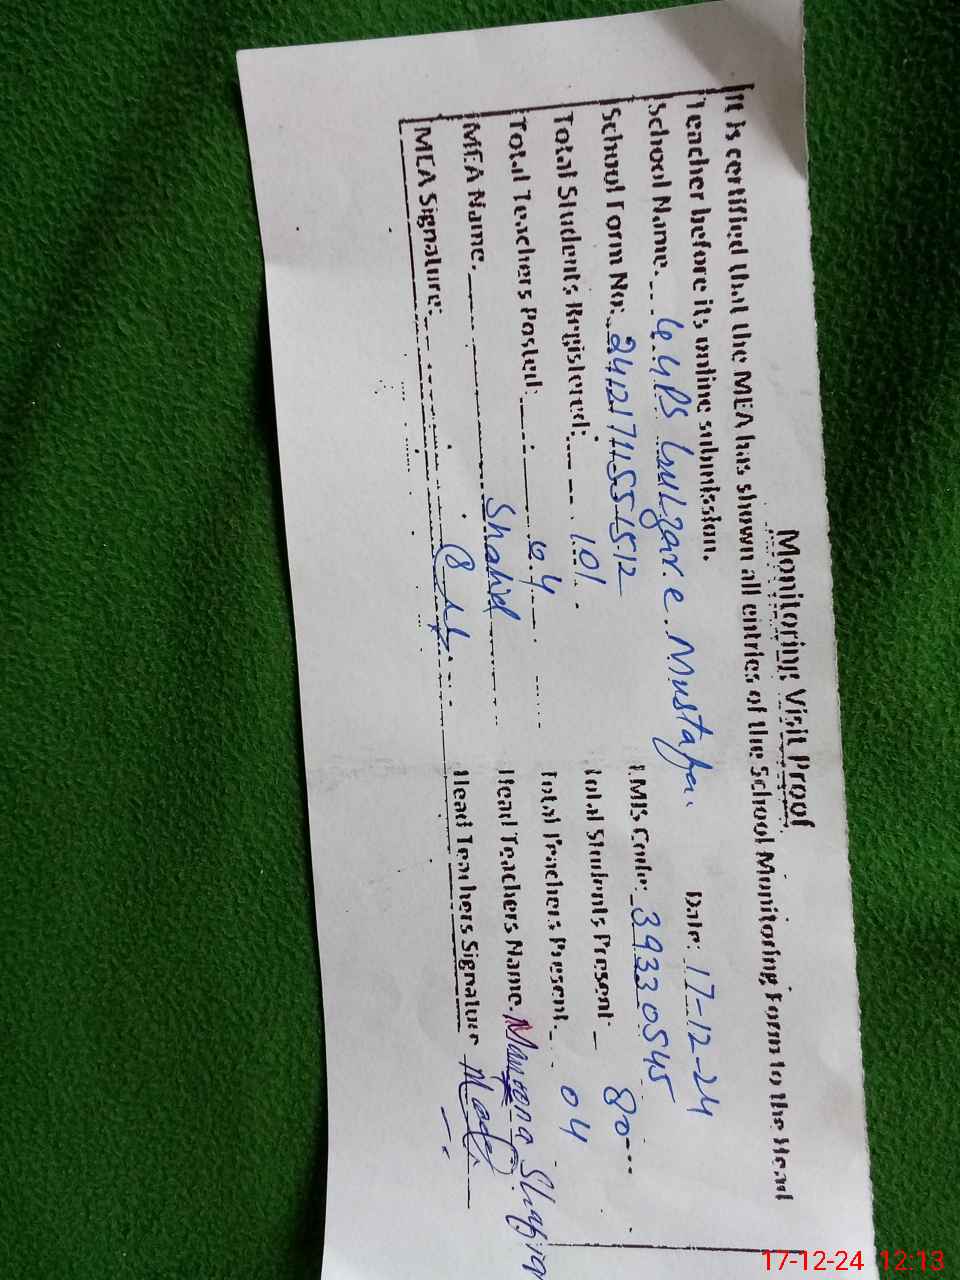 Monitoring Visit Proof
It is certified that the MEA has shown all entries of the School Monitoring Form to the Head
Teacher before its online submission. Date: 17-12-24
School Name. GGPS Gulzar.e.Mustafa. EMIS Code: 39330545
School Form No: Total Students Present 80
Total Students Registered: 101 Total Teachers Present. 04
Total Teachers Posted: 04 Head Teachers Name.
MEA Name. Shahid Head Teachers Signature
MEA Signature:
17-12-24 12:13